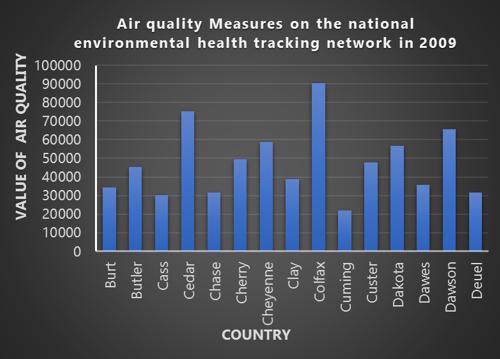 Air quality Measures on the national
environmental health tracking network in 2009
VALUE OF AIR QUALITY
100000
90000
80000
70000
60000
50000
40000
30000
20000
10000
0
Burt
Butler
Cass
Cedar
Chase
Cherry
Cheyenne
Clay
Colfax
Cuming
Custer
Dakota
Dawes
Dawson
Deuel
COUNTRY